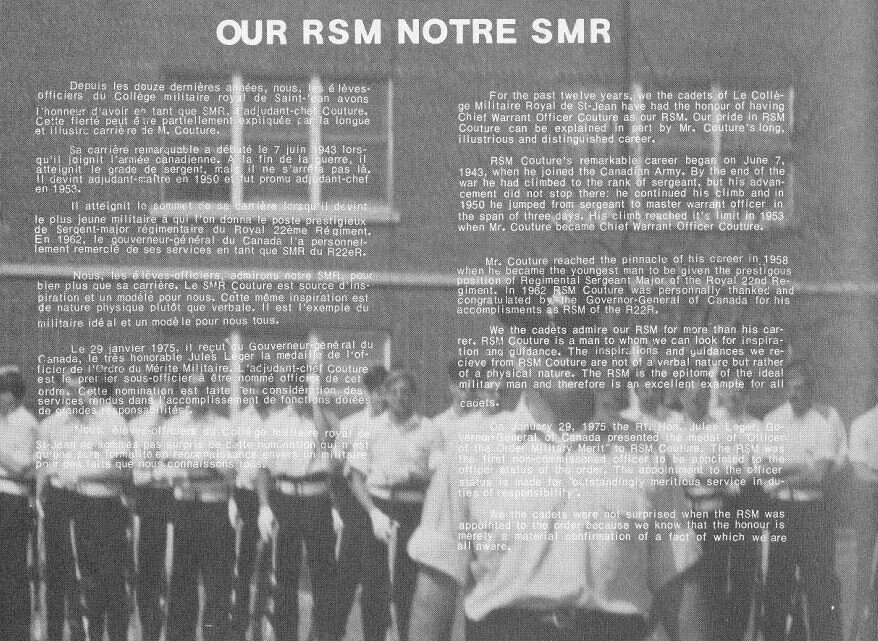 OUR RSM NOTRE SMR
Depuis les douze dernières années, nous, les élèves-
officiers du Collège militaire royal de Saint-Jean avons
l'honneur d'avoir en tant que SMR, l'adjudant-chef Couture.
Cette fierté peut être partiellement expliquée par la longue
et illustre carrière de M. Couture.
Sa carrière remarquable a débuté le 7 juin 1943 lors-
qu'il joignit l'armée canadienne. A la fin de la guerre, il
atteignit le grade de sergent, mais il ne s'arrêta pas là.
Il devint adjudant-maître en 1950 et fut promu adjudant-chef
en 1953.
Il atteignit le sommet de sa carrière lorsqu'il devint
le plus jeune militaire à qui l'on donna le poste prestigieux
de Sergent-major régimentaire du Royal 22ème Régiment.
En 1962, le gouverneur-général du Canada l'a personnel-
lement remercié de ses services en tant que SMR du R22eR.
Nous, les élèves-officiers, admirons notre SMR, pour
bien plus que sa carrière. Le SMR Couture est source d'ins-
piration et un modèle pour nous. Cette même inspiration est
de nature physique plutôt que verbale. Il est l'exemple du
militaire idéal et un modèle pour nous tous.
Le 29 janvier 1975, il reçut du Gouverneur-général du
Canada, le très honorable Jules Léger la medaille de l'of-
ficier de l'Ordre du Mérite Militaire. L'adjudant-chef Couture
est le premier sous-officier à être nommé officier de cet
ordre. Cette nomination est faite "en considération des
services rendus dans l'accomplissement de fonctions dotées
de grandes responsabilités".
Nous, élèves-officiers du Collège militaire royal de
St-Jean ne sommes pas surpris de cette nomination qui n'est
qu'une pure formalité en reconnaissance envers un militaire
pour des faits que nous connaissons tous.
For the past twelve years, we the cadets of Le Collè-
ge Militaire Royal de St-Jean have had the honour of having
Chief Warrant Officer Couture as our RSM. Our pride in RSM
Couture can be explained in part by Mr. Couture's long,
illustrious and distinguished career.
RSM Couture's remarkable career began on June 7,
1943, when he joined the Canadian Army. By the end of the
war he had climbed to the rank of sergeant, but his advan-
cement did not stop there: he continued his climb and in
1950 he jumped from sergeant to master warrant officer in
the span of three days. His climb reached it's limit in 1953
when Mr. Couture became Chief Warrant Officer Couture.
Mr. Couture reached the pinnacle of his career in 1958
when he became the youngest man to be given the prestigous
position of Regimental Sergeant Major of the Royal 22nd Re-
giment. In 1962 RSM Couture was personally thanked and
congratulated by the Governor-General of Canada for his
accomplisments as RSM of the R22R.
We the cadets admire our RSM for more than his car-
rer. RSM Couture is a man to whom we can look for inspira-
tion and guidance. The inspirations and guidances we re-
cieve from RSM Couture are not of a verbal nature but rather
of a physical nature. The RSM is the epitome of the ideal
military man and therefore is an excellent example for all
cadets.
On January 29, 1975 the Rt. Hon. Jules Leger, Go-
vernor-General of Canada presented the medal of "Officer
of the Order Military Merit" to RSM Couture. The RSM was
the first non-commissioned officer to be appointed to the
officer status of the order. The appointment to the officer
status is made for "outstandingly meritious service in du-
ties of responsibility".
We the cadets were not surprised when the RSM was
appointed to the order because we know that the honour is
merely a material confirmation of a fact of which we are
all aware.